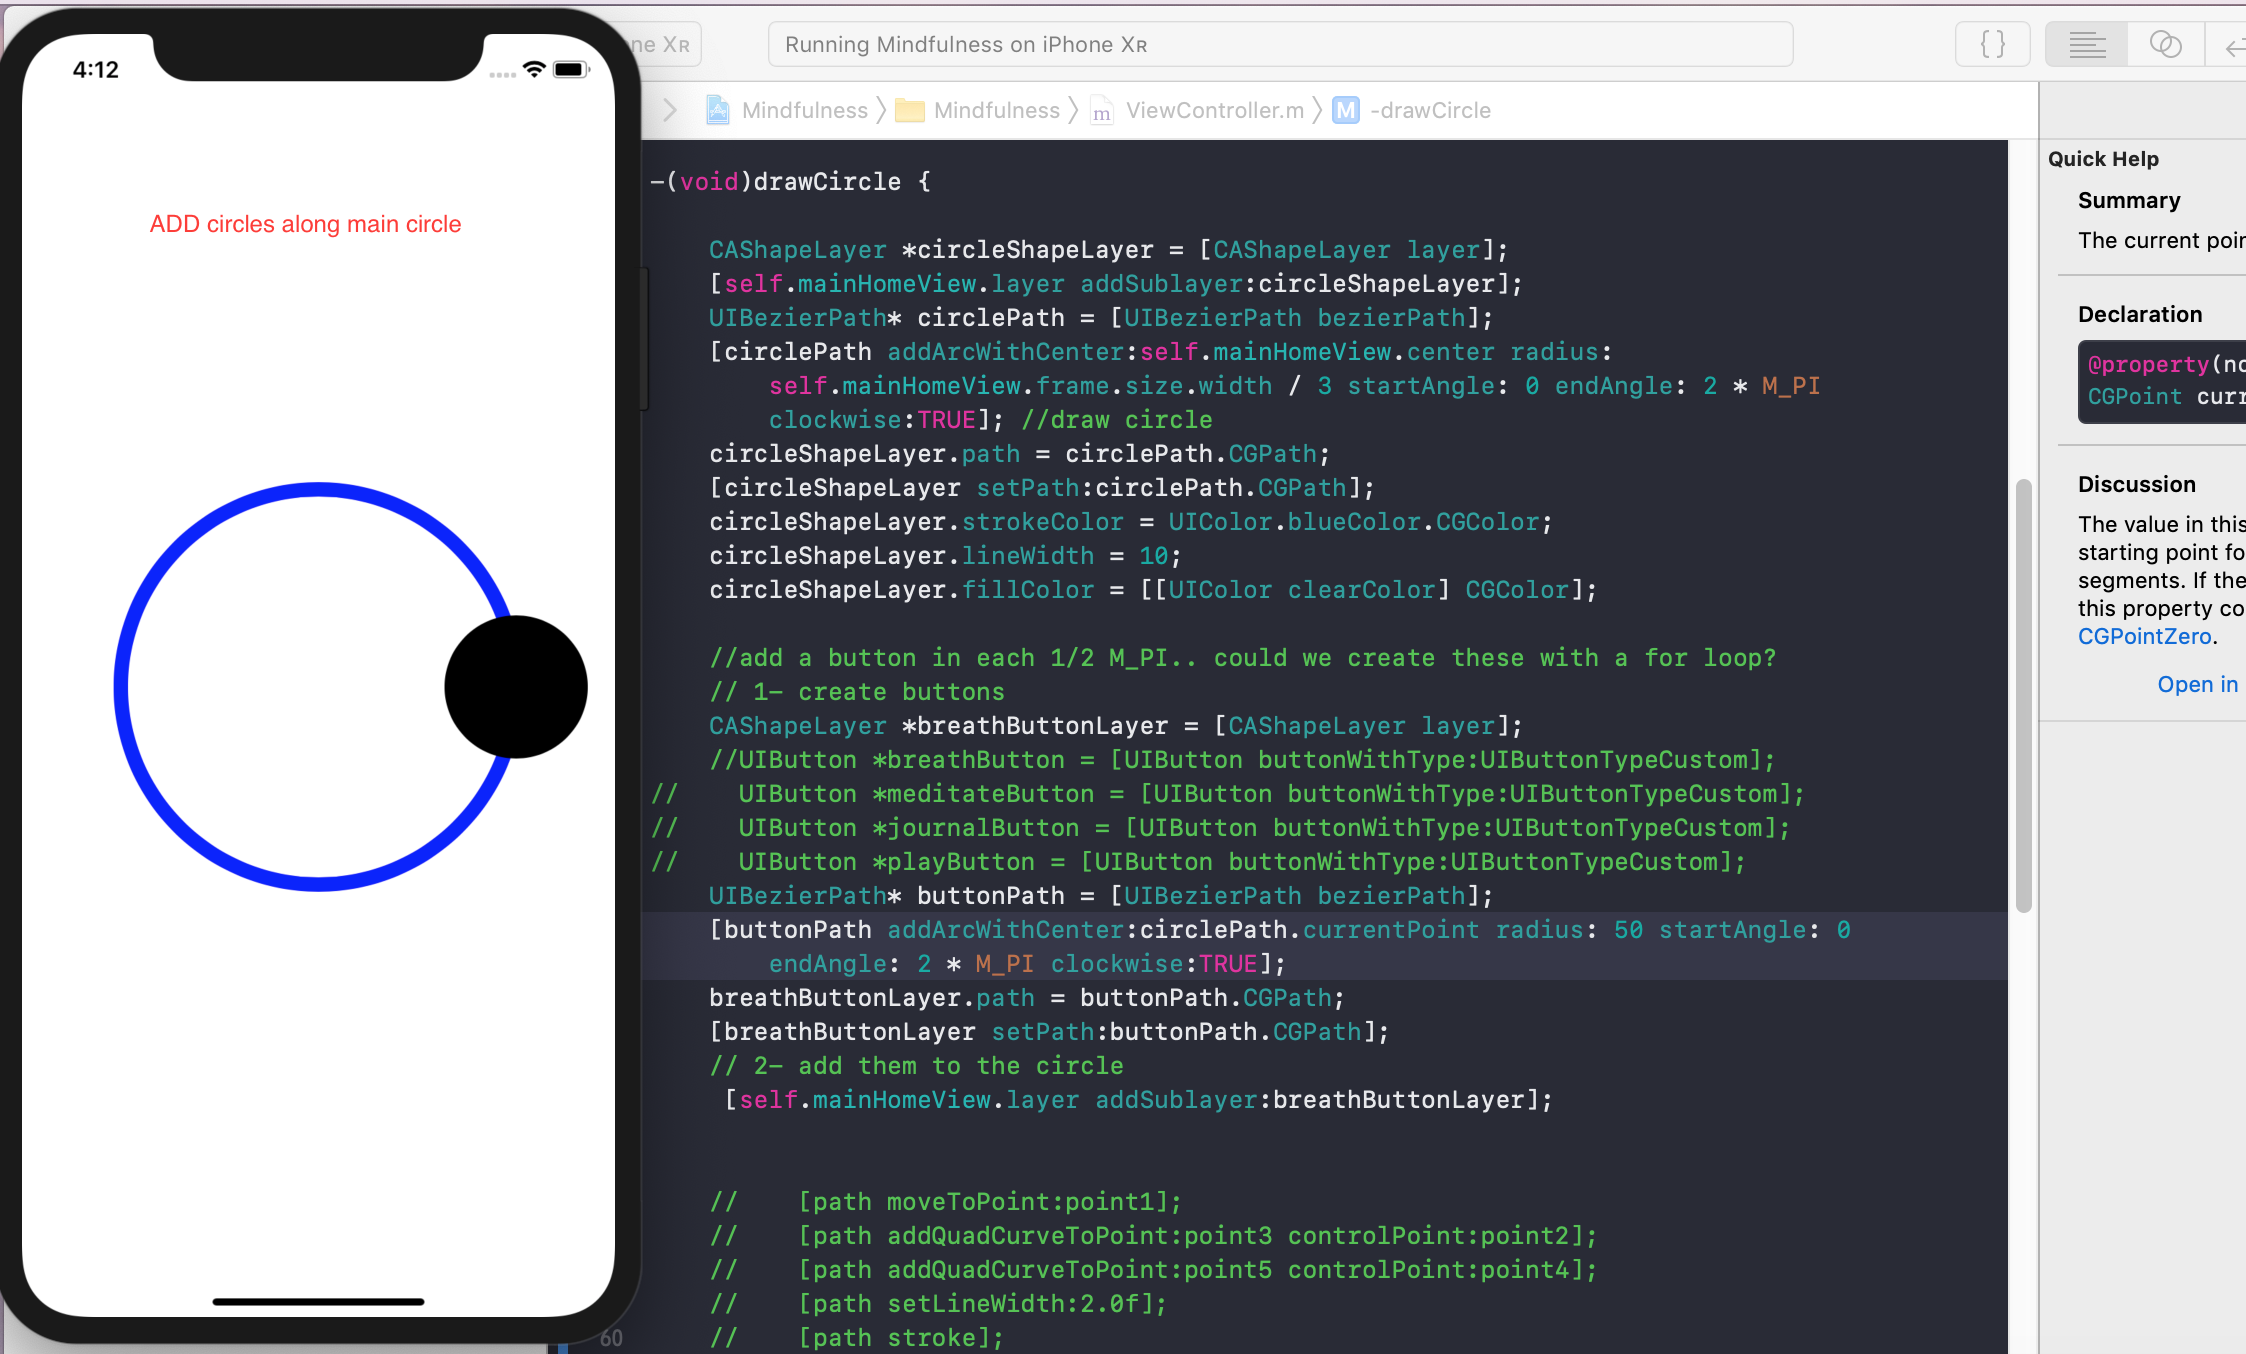 4:12
ADD circles along main circle
ne XR
Running Mindfulness on iPhone XR
{ }
Mindfulness
Mindfulness
m
ViewController.m
M
-drawCircle
-(void)drawCircle {
CAShapeLayer *circleShapeLayer = [CAShapeLayer layer];
[self.mainHomeView.layer addSublayer:circleShapeLayer];
UIBezierPath* circlePath = [UIBezierPath bezierPath];
[circlePath addArcWithCenter:self.mainHomeView.center radius:
self.mainHomeView.frame.size.width / 3 startAngle: 0 endAngle: 2 * M_PI
clockwise:TRUE]; //draw circle
circleShapeLayer.path = circlePath.CGPath;
[circleShapeLayer setPath:circlePath.CGPath];
circleShapeLayer.strokeColor = UIColor.blueColor.CGColor;
circleShapeLayer.lineWidth = 10;
circleShapeLayer.fillColor = [[UIColor clearColor] CGColor];
//add a button in each 1/2 M_PI.. could we create these with a for loop?
// 1- create buttons
CAShapeLayer *breathButtonLayer = [CAShapeLayer layer];
//UIButton *breathButton = [UIButton buttonWithType:UIButtonTypeCustom];
//    UIButton *meditateButton = [UIButton buttonWithType:UIButtonTypeCustom];
//    UIButton *journalButton = [UIButton buttonWithType:UIButtonTypeCustom];
//    UIButton *playButton = [UIButton buttonWithType:UIButtonTypeCustom];
UIBezierPath* buttonPath = [UIBezierPath bezierPath];
[buttonPath addArcWithCenter:circlePath.currentPoint radius: 50 startAngle: 0
endAngle: 2 * M_PI clockwise:TRUE];
breathButtonLayer.path = buttonPath.CGPath;
[breathButtonLayer setPath:buttonPath.CGPath];
// 2- add them to the circle
[self.mainHomeView.layer addSublayer:breathButtonLayer];
//    [path moveToPoint:point1];
//    [path addQuadCurveToPoint:point3 controlPoint:point2];
//    [path addQuadCurveToPoint:point5 controlPoint:point4];
//    [path setLineWidth:2.0f];
60 //    [path stroke];
Quick Help
Summary
The current poin
Declaration
@property(no
CGPoint curr
Discussion
The value in this
starting point fo
segments. If the
this property co
CGPointZero.
Open in